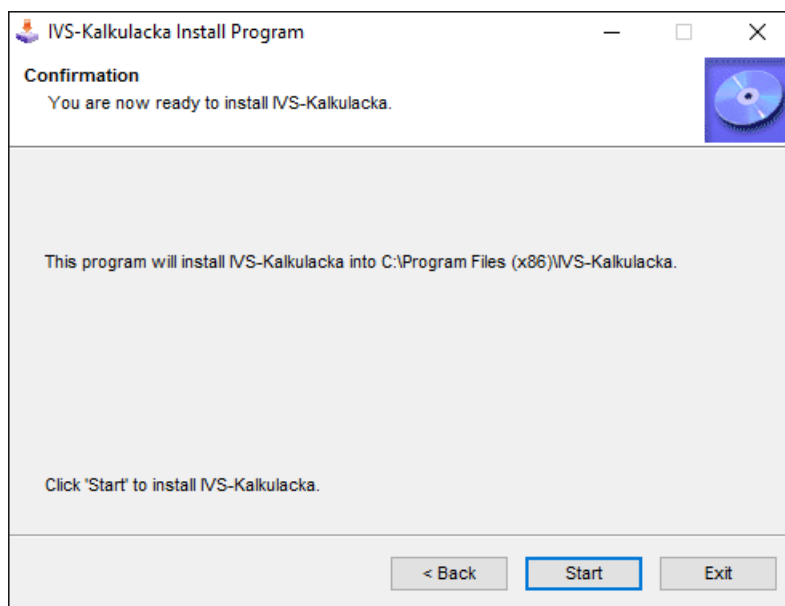 IVS-Kalkulacka Install Program
Confirmation
You are now ready to install IVS-Kalkulacka.
This program will install IVS-Kalkulacka into C:\Program Files (x86)\IVS-Kalkulacka.
Click 'Start' to install IVS-Kalkulacka.
< Back Start Exit